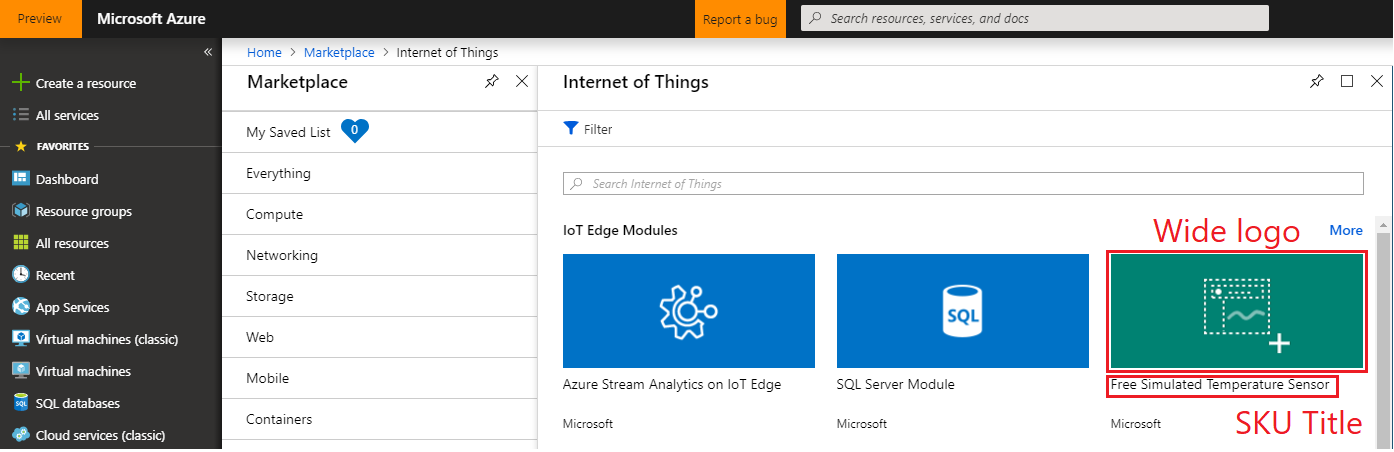 Preview
Microsoft Azure
Report a bug
Search resources, services, and docs
«
Create a resource
All services
FAVORITES
Dashboard
Resource groups
All resources
Recent
App Services
Virtual machines (classic)
Virtual machines
SQL databases
Cloud services (classic)
Home > Marketplace > Internet of Things
Marketplace
My Saved List 0
Everything
Compute
Networking
Storage
Web
Mobile
Containers
Internet of Things
Filter
Search Internet of Things
IoT Edge Modules
Wide logo
More
SQL
Azure Stream Analytics on IoT Edge
Microsoft
SQL Server Module
Microsoft
Free Simulated Temperature Sensor
Microsoft
SKU Title